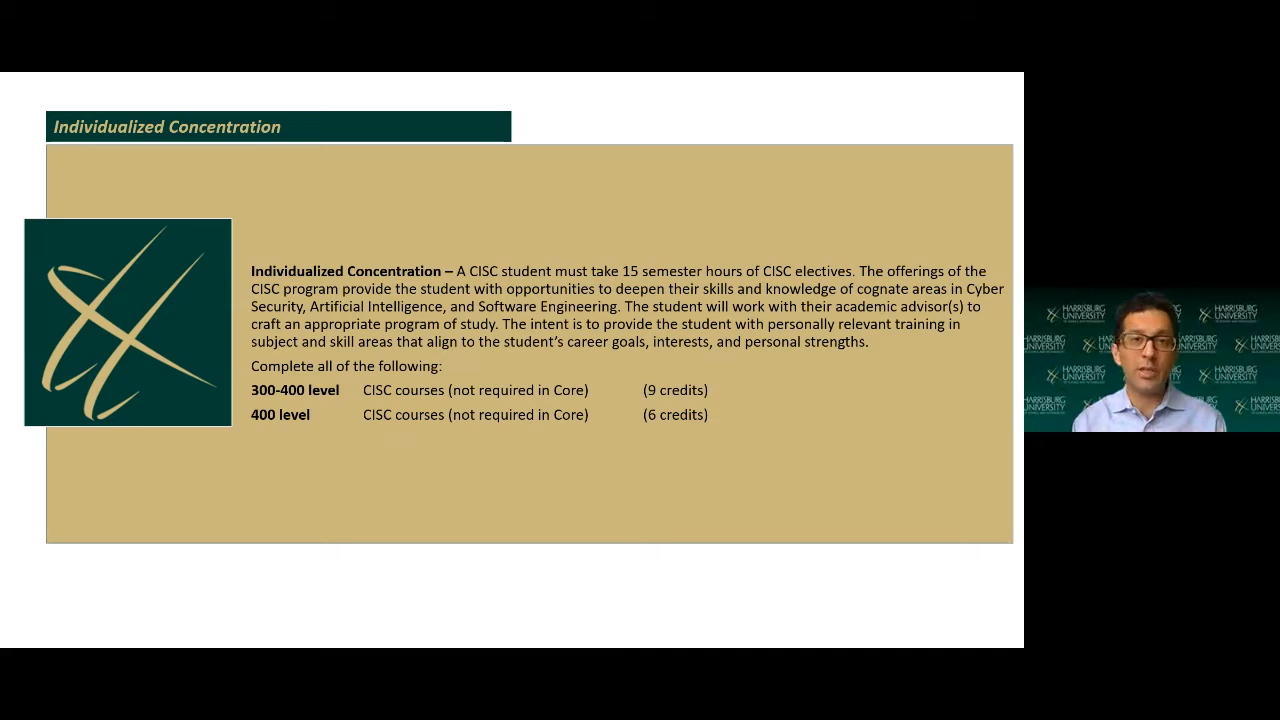 Individualized Concentration
Individualized Concentration – A CISC student must take 15 semester hours of CISC electives. The offerings of the
CISC program provide the student with opportunities to deepen their skills and knowledge of cognate areas in Cyber
Security, Artificial Intelligence, and Software Engineering. The student will work with their academic advisor(s) to
craft an appropriate program of study. The intent is to provide the student with personally relevant training in
subject and skill areas that align to the student's career goals, interests, and personal strengths.
Complete all of the following:
300-400 level CISC courses (not required in Core) (9 credits)
400 level CISC courses (not required in Core) (6 credits)
HARRISBURG
UNIVERSITY